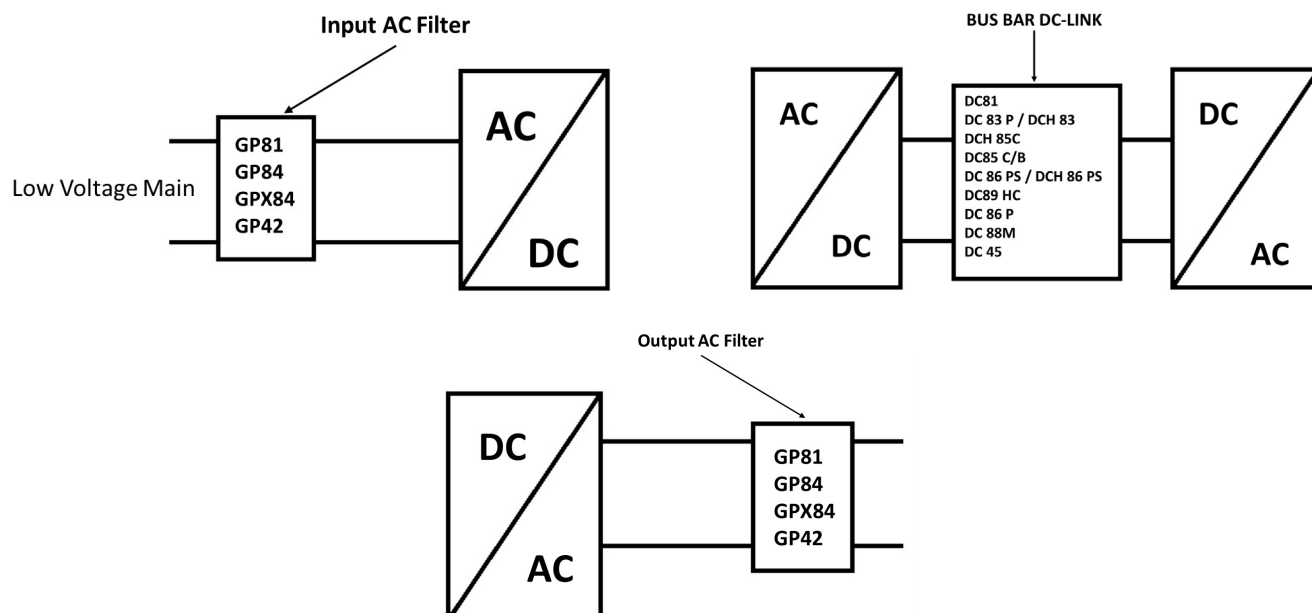 Input AC Filter
GP81
GP84
GPX84
GP42
Low Voltage Main
AC
DC
BUS BAR DC-LINK
AC
DC
DC81
DC 83 P / DCH 83
DCH 85C
DC85 C/B
DC 86 PS / DCH 86 PS
DC89 HC
DC 86 P
DC 88M
DC 45
DC
AC
Output AC Filter
DC
AC
GP81
GP84
GPX84
GP42